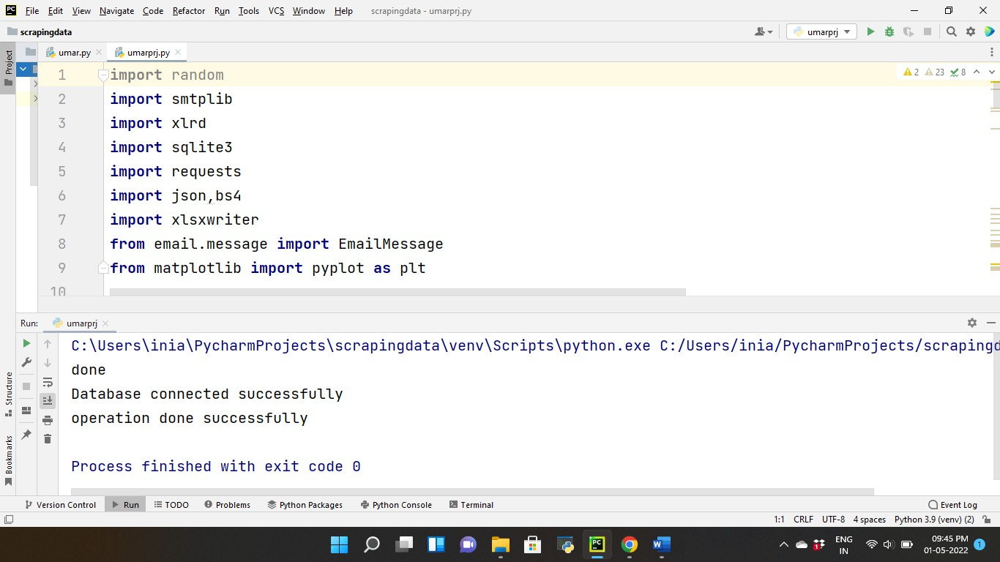 PC File Edit View Navigate Code Refactor Run Tools VCS Window Help scrapingdata - umarprj.py
scrapingdata umarprj
Project
umar.py umarprj.py
1 import random
2 23 8
2 import smtplib
3 import xlrd
4 import sqlite3
5 import requests
6 import json,bs4
7 import xlsxwriter
8 from email.message import EmailMessage
9 from matplotlib import pyplot as plt
10
Run: umarprj
C:\Users\inia\PycharmProjects\scrapingdata\venv\Scripts\python.exe C:/Users/inia/PycharmProjects/scrapingd
done
Database connected successfully
operation done successfully
Process finished with exit code 0
Structure
Bookmarks
Version Control Run TODO Problems Python Packages Python Console Terminal Event Log
1:1 CRLF UTF-8 4 spaces Python 3.9 (venv) (2)
PC W 1 ENG 09:45 PM 1
IN 01-05-2022